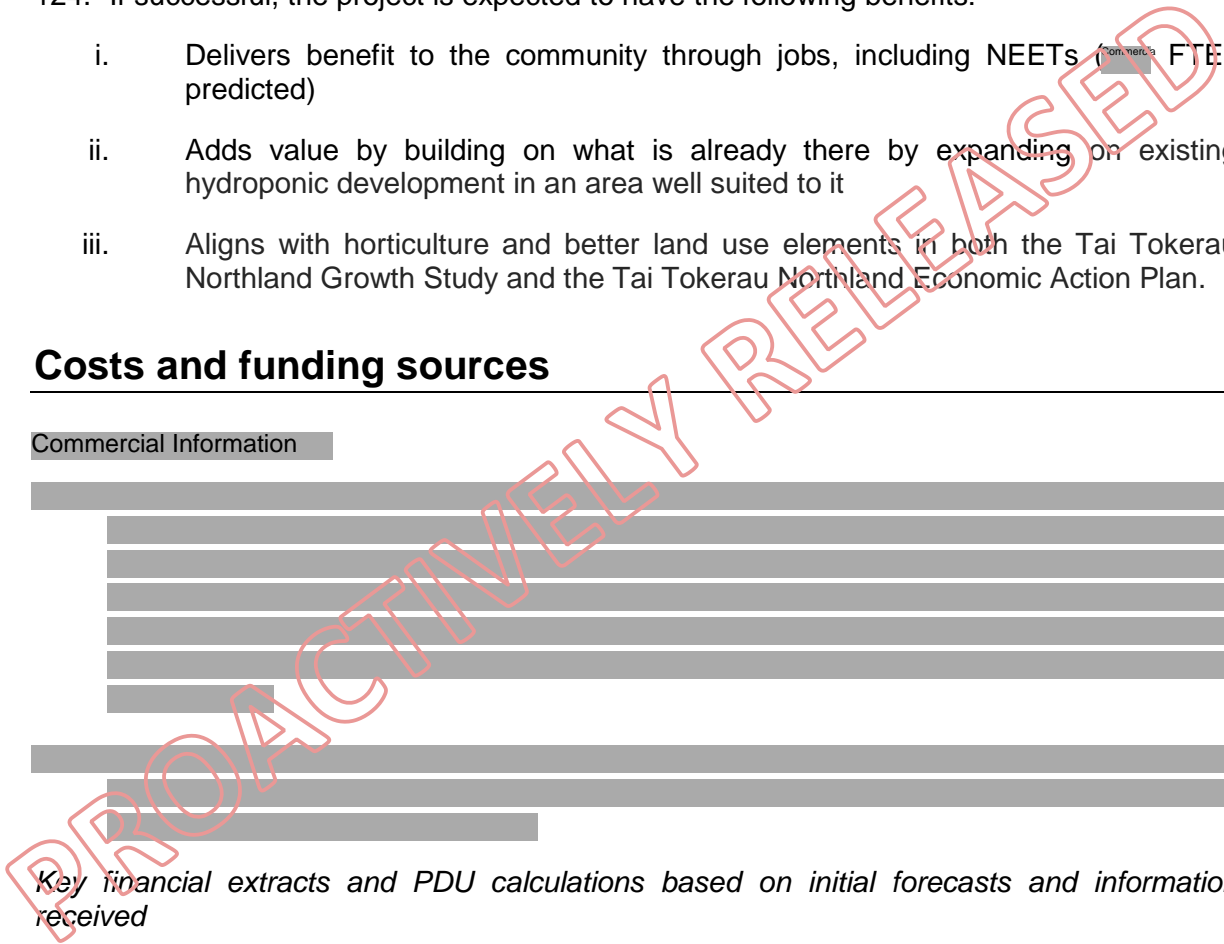 124. If successful, the project is expected to have the following benefits:
i. Delivers benefit to the community through jobs, including NEETs (Commercia FTE
predicted)
ii. Adds value by building on what is already there by expanding on existing
hydroponic development in an area well suited to it
iii. Aligns with horticulture and better land use elements in both the Tai Tokerau
Northland Growth Study and the Tai Tokerau Northland Economic Action Plan.
Costs and funding sources
Commercial Information
Key financial extracts and PDU calculations based on initial forecasts and information
received
PROACTIVELY RELEASED